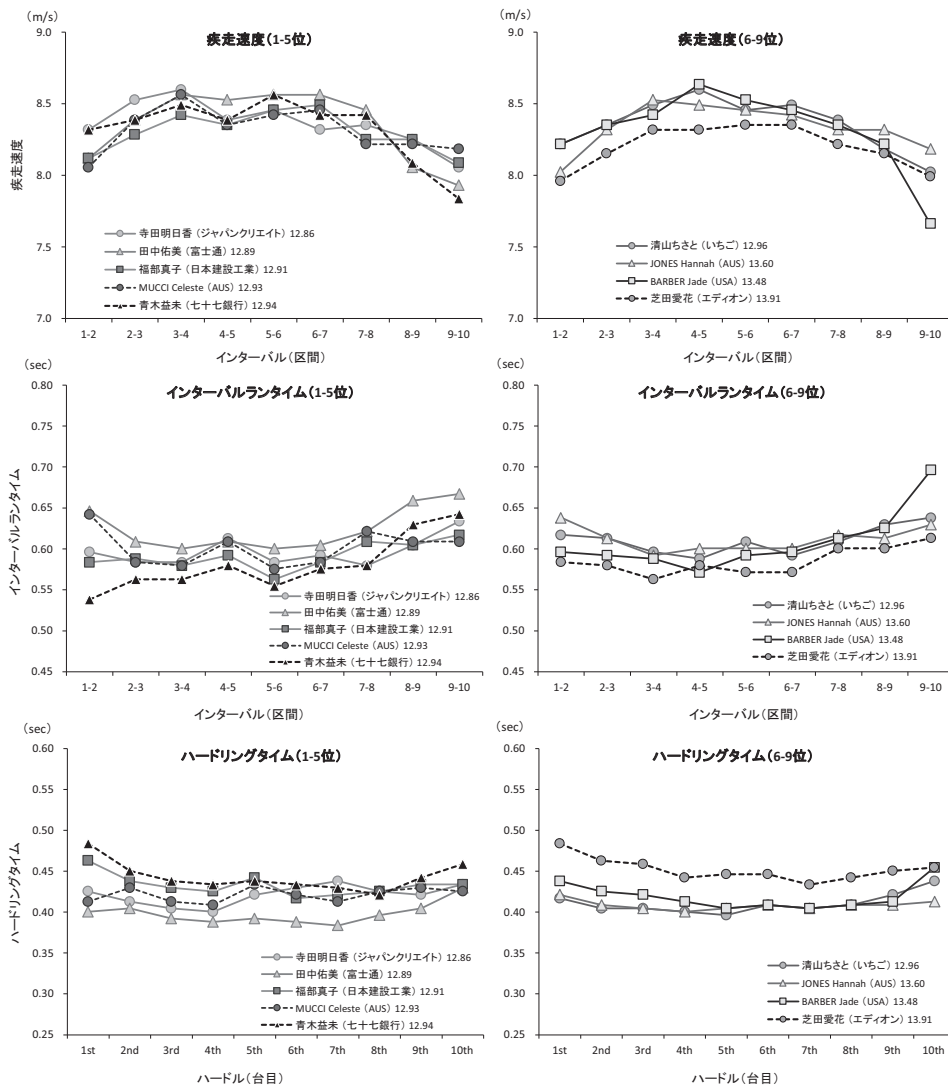 (m/s)
疾走速度(1-5位)
9.0
8.5
8.0
7.5
7.0
疾走速度
寺田明日香(ジャパンクリエイト) 12.86
田中佑美(富士通) 12.89
福部真子(日本建設工業) 12.91
MUCCI Celeste (AUS) 12.93
青木益未(七十七銀行) 12.94
1-2 2-3 3-4 4-5 5-6 6-7 7-8 8-9 9-10
インターバル(区間)
(m/s)
疾走速度(6-9位)
9.0
8.5
8.0
7.5
7.0
清山ちさと(いちご) 12.96
JONES Hannah (AUS) 13.60
BARBER Jade (USA) 13.48
芝田愛花(エディオン) 13.91
1-2 2-3 3-4 4-5 5-6 6-7 7-8 8-9 9-10
インターバル(区間)
(sec)
インターバルランタイム(1-5位)
0.80
0.70
0.65
0.60
0.55
0.50
0.45
インターバルランタイム
寺田明日香(ジャパンクリエイト) 12.86
田中佑美(富士通) 12.89
福部真子(日本建設工業) 12.91
MUCCI Celeste (AUS) 12.93
青木益未(七十七銀行) 12.94
1-2 2-3 3-4 4-5 5-6 6-7 7-8 8-9 9-10
インターバル(区間)
(sec)
インターバルランタイム(6-9位)
0.80
0.70
0.65
0.60
0.55
0.50
0.45
清山ちさと(いちご) 12.96
JONES Hannah (AUS) 13.60
BARBER Jade (USA) 13.48
芝田愛花(エディオン) 13.91
1-2 2-3 3-4 4-5 5-6 6-7 7-8 8-9 9-10
インターバル(区間)
(sec)
ハードリングタイム(1-5位)
0.60
0.55
0.50
0.45
0.40
0.35
0.30
0.25
ハードリングタイム
寺田明日香(ジャパンクリエイト) 12.86
田中佑美(富士通) 12.89
福部真子(日本建設工業) 12.91
MUCCI Celeste (AUS) 12.93
青木益未(七十七銀行) 12.94
1st 2nd 3rd 4th 5th 6th 7th 8th 9th 10th
ハードル(台目)
(sec)
ハードリングタイム(6-9位)
0.60
0.55
0.50
0.45
0.40
0.35
0.30
0.25
清山ちさと(いちご) 12.96
JONES Hannah (AUS) 13.60
BARBER Jade (USA) 13.48
芝田愛花(エディオン) 13.91
1st 2nd 3rd 4th 5th 6th 7th 8th 9th 10th
ハードル(台目)